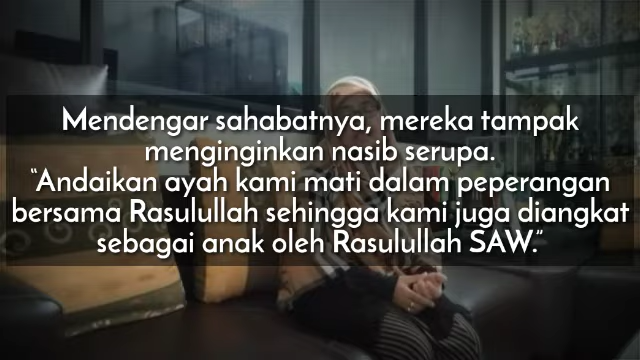 Mendengar sahabatnya, mereka tampak
menginginkan nasib serupa.
“Andaikan ayah kami mati dalam peperangan
bersama Rasulullah sehingga kami juga diangkat
sebagai anak oleh Rasulullah SAW.”